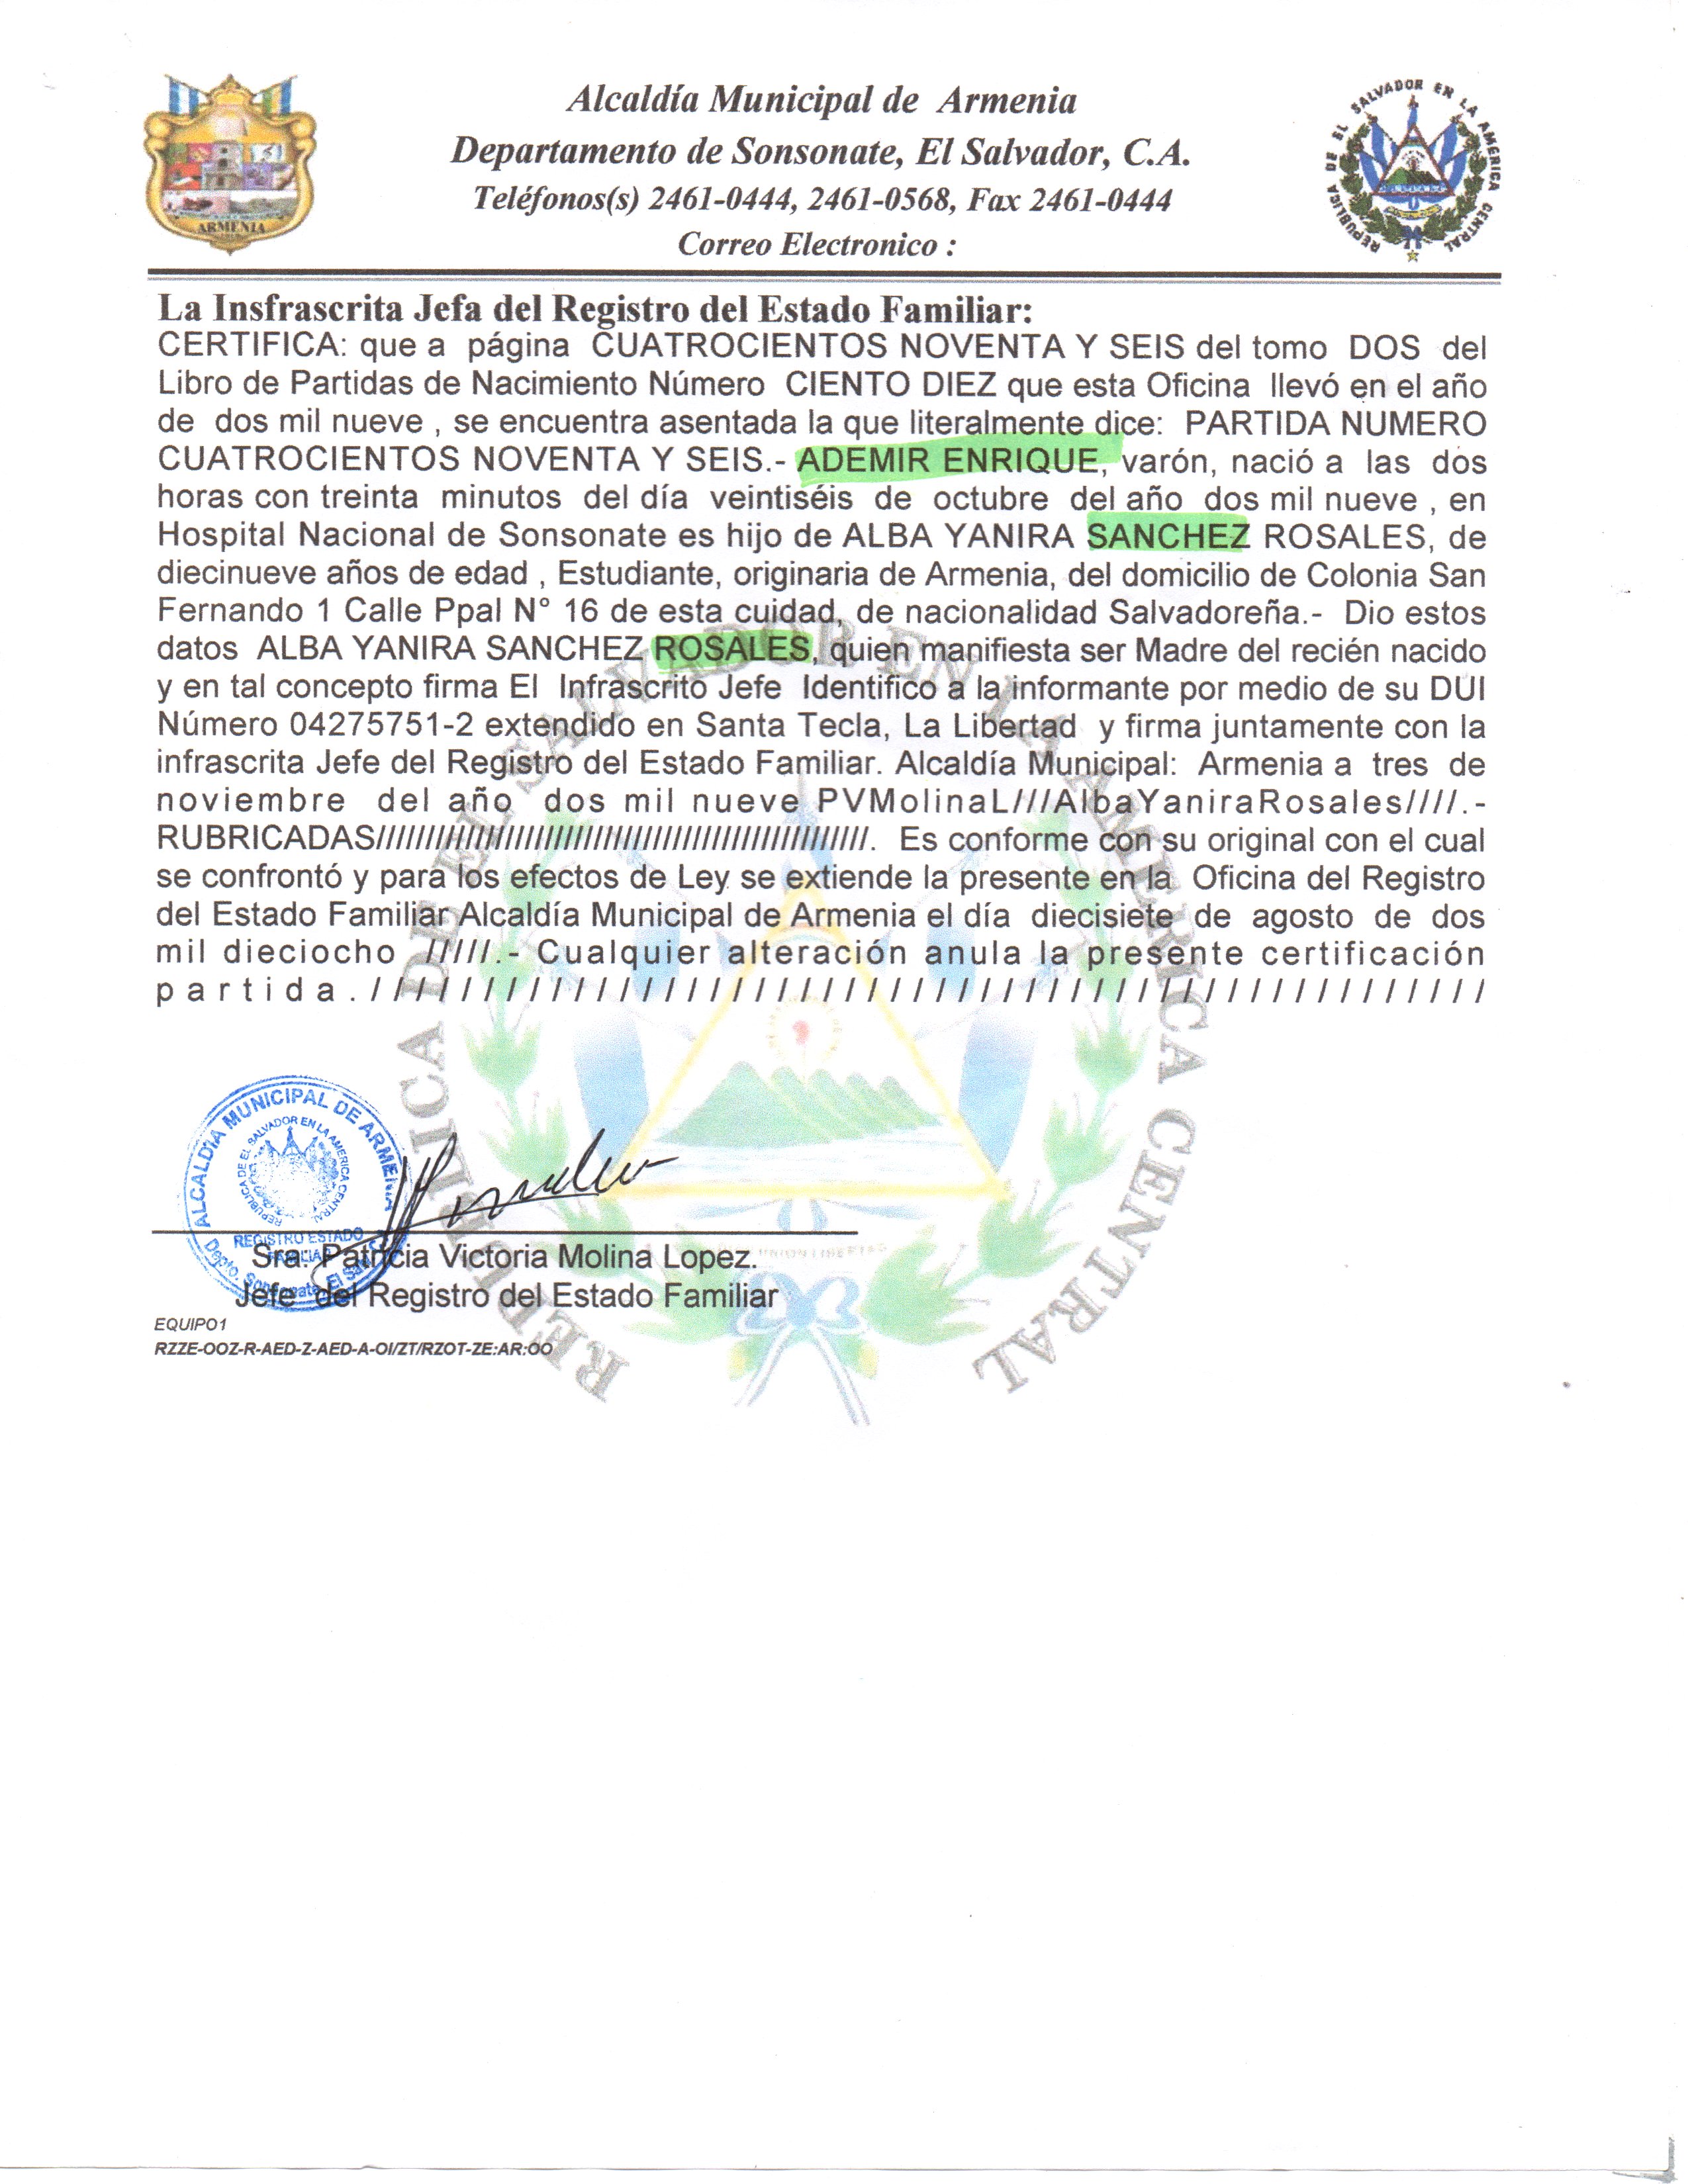 Alcaldía Municipal de Armenia
Departamento de Sonsonate, El Salvador, C.A.
Teléfonos(s) 2461-0444, 2461-0568, Fax 2461-0444
Correo Electronico :
ARMENIA
REPUBLICA DE EL SALVADOR EN LA AMERICA CENTRAL
La Insfrascrita Jefa del Registro del Estado Familiar:
CERTIFICA: que a página CUATROCIENTOS NOVENTA Y SEIS del tomo DOS del
Libro de Partidas de Nacimiento Número CIENTO DIEZ que esta Oficina llevó en el año
de dos mil nueve , se encuentra asentada la que literalmente dice: PARTIDA NUMERO
CUATROCIENTOS NOVENTA Y SEIS.- ADEMIR ENRIQUE, varón, nació a las dos
horas con treinta minutos del día veintiséis de octubre del año dos mil nueve , en
Hospital Nacional de Sonsonate es hijo de ALBA YANIRA SANCHEZ ROSALES, de
diecinueve años de edad , Estudiante, originaria de Armenia, del domicilio de Colonia San
Fernando 1 Calle Ppal N° 16 de esta cuidad, de nacionalidad Salvadoreña.- Dio estos
datos ALBA YANIRA SANCHEZ ROSALES, quien manifiesta ser Madre del recién nacido
y en tal concepto firma El Infrascrito Jefe Identifico a la informante por medio de su DUI
Número 04275751-2 extendido en Santa Tecla, La Libertad y firma juntamente con la
infrascrita Jefe del Registro del Estado Familiar. Alcaldía Municipal: Armenia a tres de
noviembre del año dos mil nueve PVMolinaL///AlbaYaniraRosales////.-
RUBRICADAS//////////////////////////////////////////////////. Es conforme con su original con el cual
se confrontó y para los efectos de Ley se extiende la presente en la Oficina del Registro
del Estado Familiar Alcaldía Municipal de Armenia el día diecisiete de agosto de dos
mil dieciocho /////.- Cualquier alteración anula la presente certificación
partida.//////////////////////////////////////////////////
REPUBLICA DE EL SALVADOR EN LA AMERICA CENTRAL
ALCALDIA MUNICIPAL DE ARMENIA
REPUBLICA DE EL SALVADOR EN LA AMERICA CENTRAL
REGISTRO ESTADO
FAMILIAR
Depto. Sonsonate, El Salv
Sra. Patricia Victoria Molina Lopez.
Jefe del Registro del Estado Familiar
EQUIPO1
RZZE-OOZ-R-AED-Z-AED-A-OI/ZT/RZOT-ZE:AR:OO